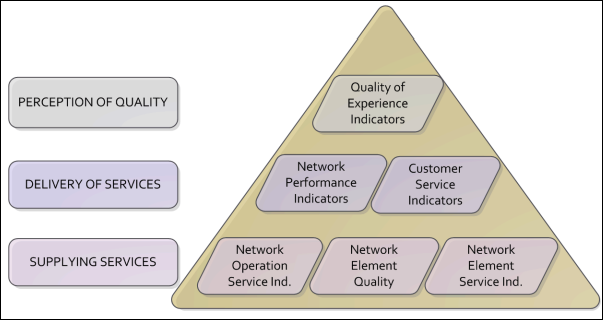 PERCEPTION OF QUALITY
Quality of
Experience
Indicators
DELIVERY OF SERVICES
Network
Performance
Indicators
Customer
Service
Indicators
SUPPLYING SERVICES
Network
Operation
Service Ind.
Network
Element
Quality
Network
Element
Service Ind.